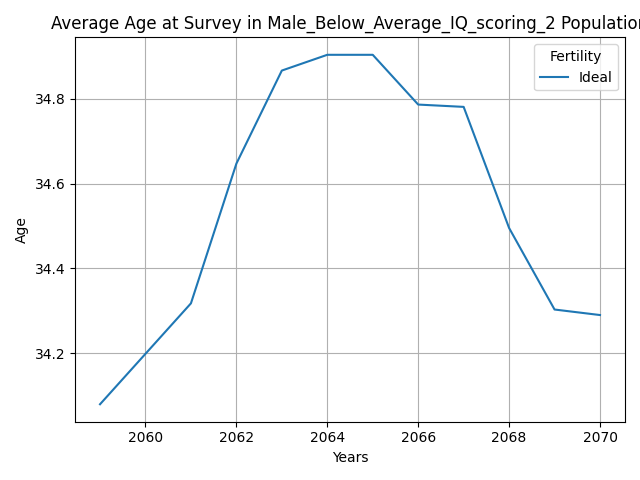 Average Age at Survey in Male_Below_Average_IQ_scoring_2 Population
Fertility
Ideal
34.8
34.6
34.4
34.2
Age
2060 2062 2064 2066 2068 2070
Years